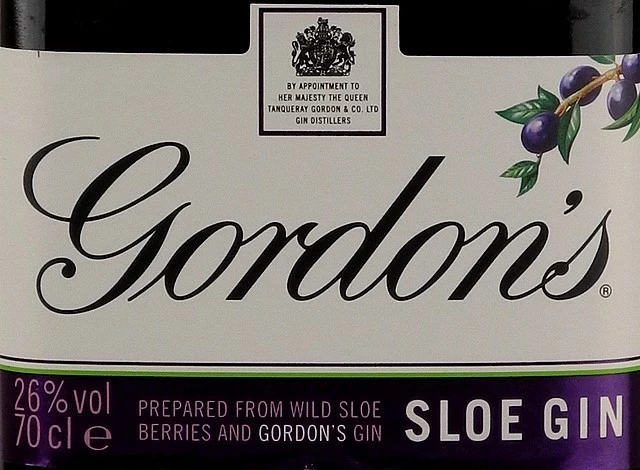 BY APPOINTMENT TO
HER MAJESTY THE QUEEN
TANQUERAY GORDON & CO. LTD
GIN DISTILLERS
Gordon's®
26% vol
70 cl e
PREPARED FROM WILD SLOE
BERRIES AND GORDON'S GIN
SLOE GIN